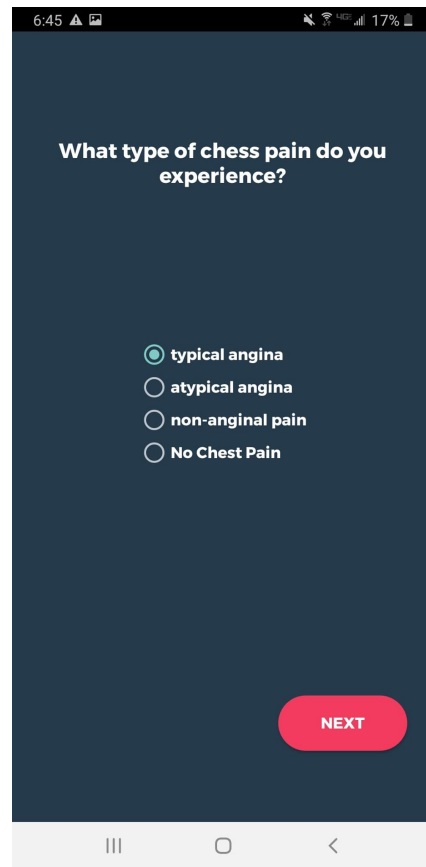 6:45 4GE 17%
What type of chess pain do you
experience?
typical angina
atypical angina
non-anginal pain
No Chest Pain
NEXT